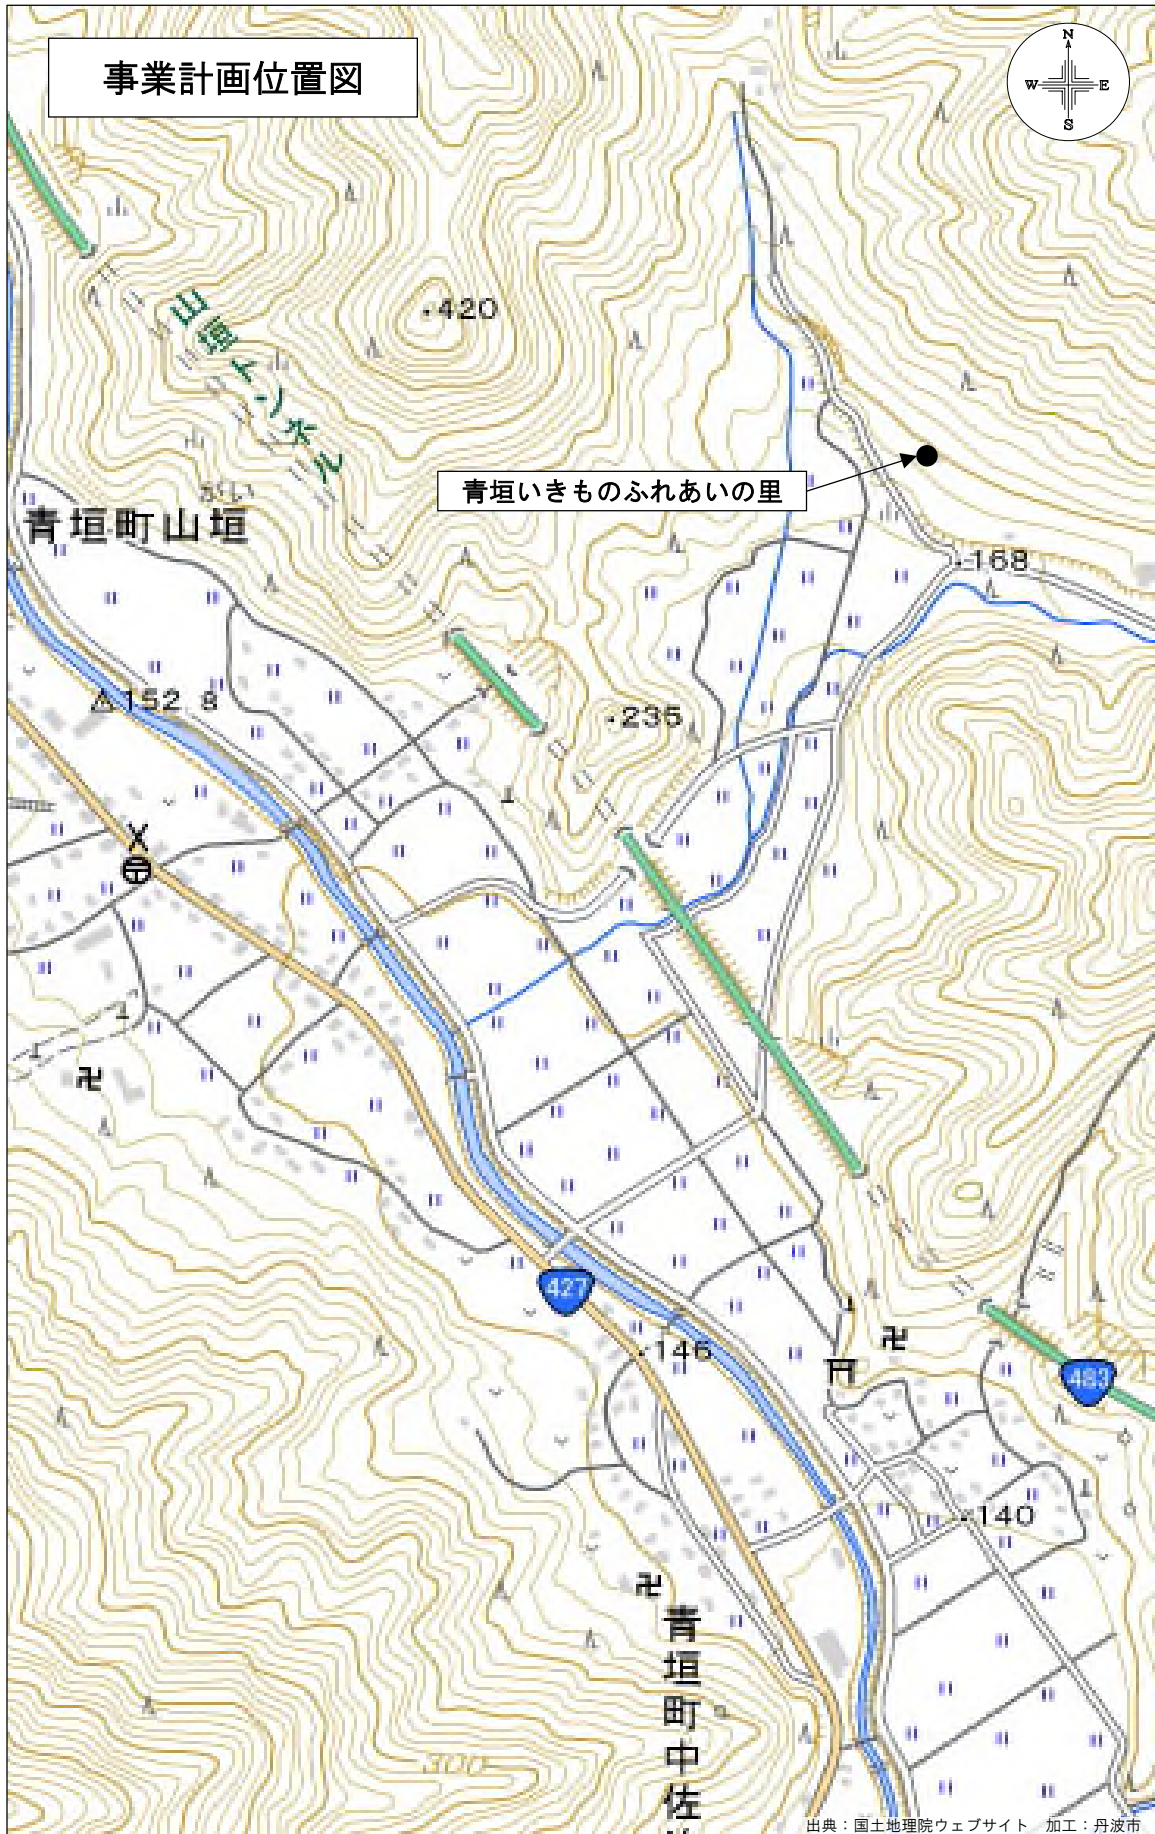 事業計画位置図
N
W E
S
山垣トンネル
・420
青垣いきものふれあいの里
がい
青垣町山垣
・168
152.8
・235
427
・146
483
・140
青垣町中佐
300
出典：国土地理院ウェブサイト 加工：丹波市